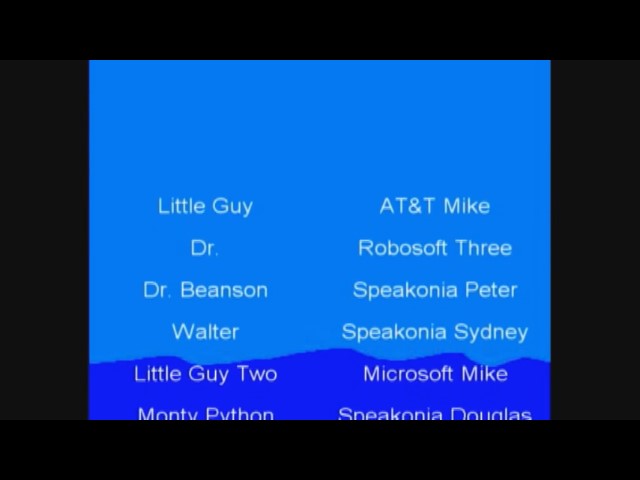 Little Guy AT&T Mike
Dr. Robosoft Three
Dr. Beanson Speakonia Peter
Walter Speakonia Sydney
Little Guy Two Microsoft Mike
Monty Python Speakonia Douglas